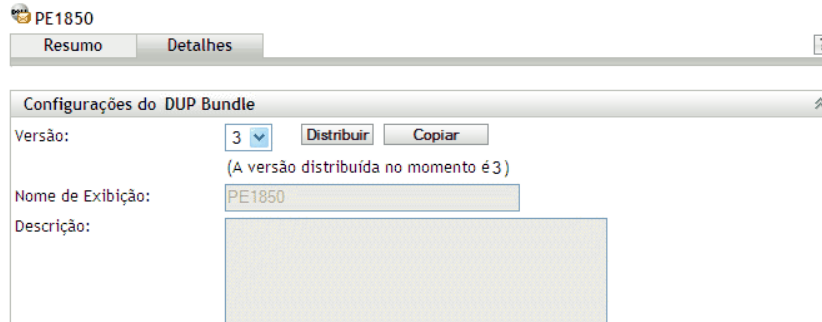 PE1850
Resumo Detalhes
Configurações do DUP Bundle
Versão: 3 Distribuir Copiar
(A versão distribuída no momento é 3)
Nome de Exibição: PE1850
Descrição: